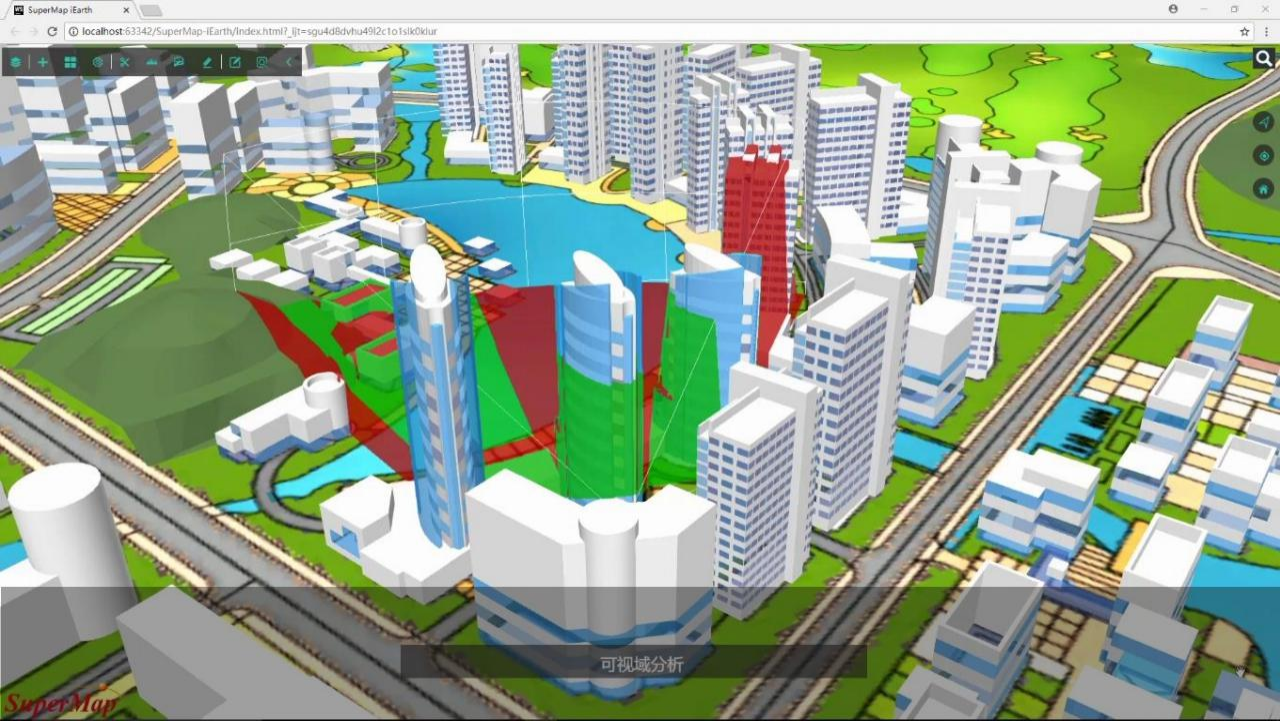 SuperMap iEarth
localhost:63342/SuperMap-iEarth/Index.html?_ijt=sgu4d8dvhu49l2c1o1slk0klur
可视域分析
SuperMap